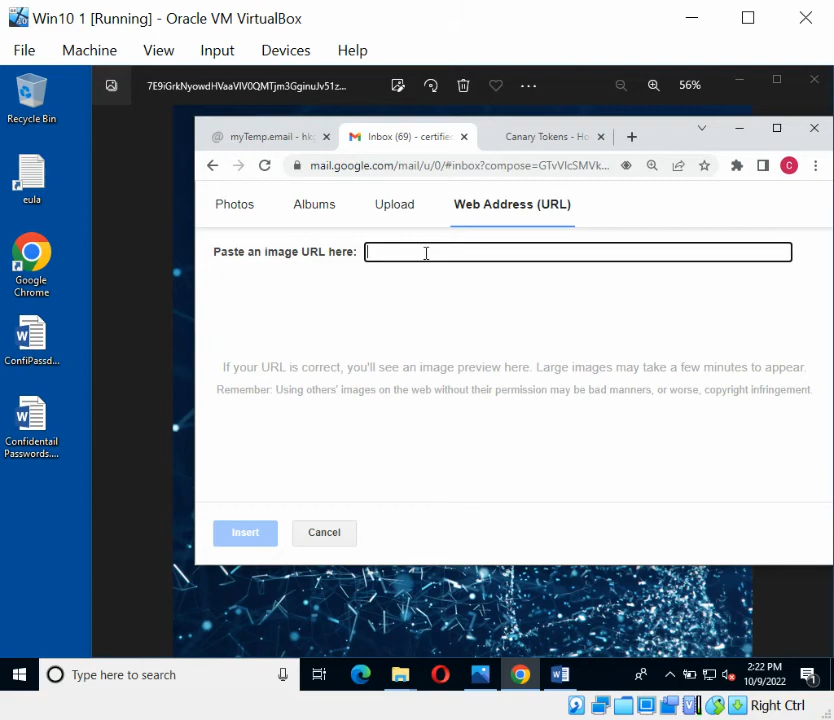 Win10 1 [Running] - Oracle VM VirtualBox
File Machine View Input Devices Help
7E9iGrkNyowdHVaaVIV0QMTjm3GginuJv51z... 56%
Recycle Bin
eula
Google
Chrome
ConfiPassd...
Confidentail
Passwords....
@ myTemp.email - hk Inbox (69) - certifie Canary Tokens - Ho
mail.google.com/mail/u/0/#inbox?compose=GTvVlcSMVk...
C
Photos Albums Upload Web Address (URL)
Paste an image URL here:
If your URL is correct, you'll see an image preview here. Large images may take a few minutes to appear.
Remember: Using others' images on the web without their permission may be bad manners, or worse, copyright infringement.
Insert Cancel
Type here to search
2:22 PM
10/9/2022
1
Right Ctrl